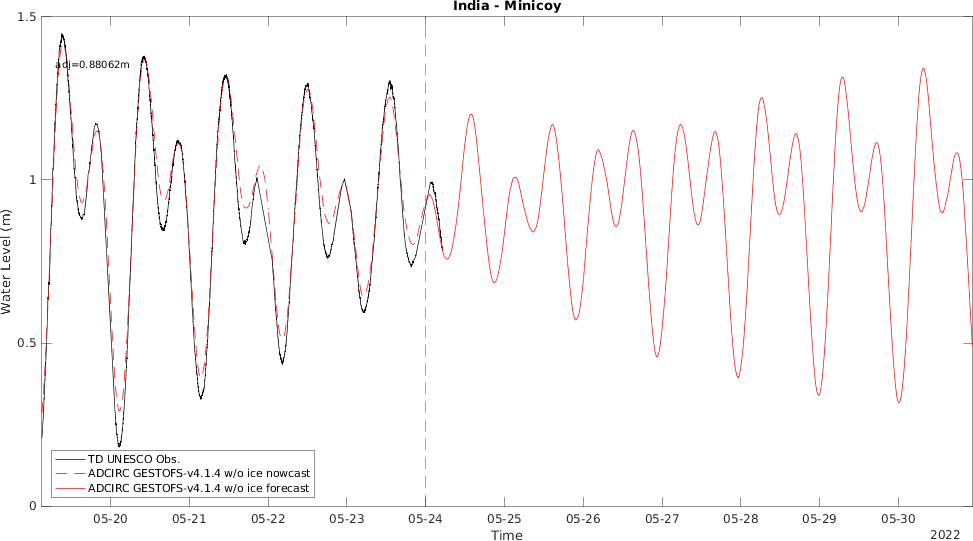 India - Minicoy
1.5
adj=0.88062m
1
Water Level (m)
0.5
TD UNESCO Obs.
ADCIRC GESTOFS-v4.1.4 w/o ice nowcast
ADCIRC GESTOFS-v4.1.4 w/o ice forecast
0
05-20 05-21 05-22 05-23 05-24 05-25 05-26 05-27 05-28 05-29 05-30
Time
2022